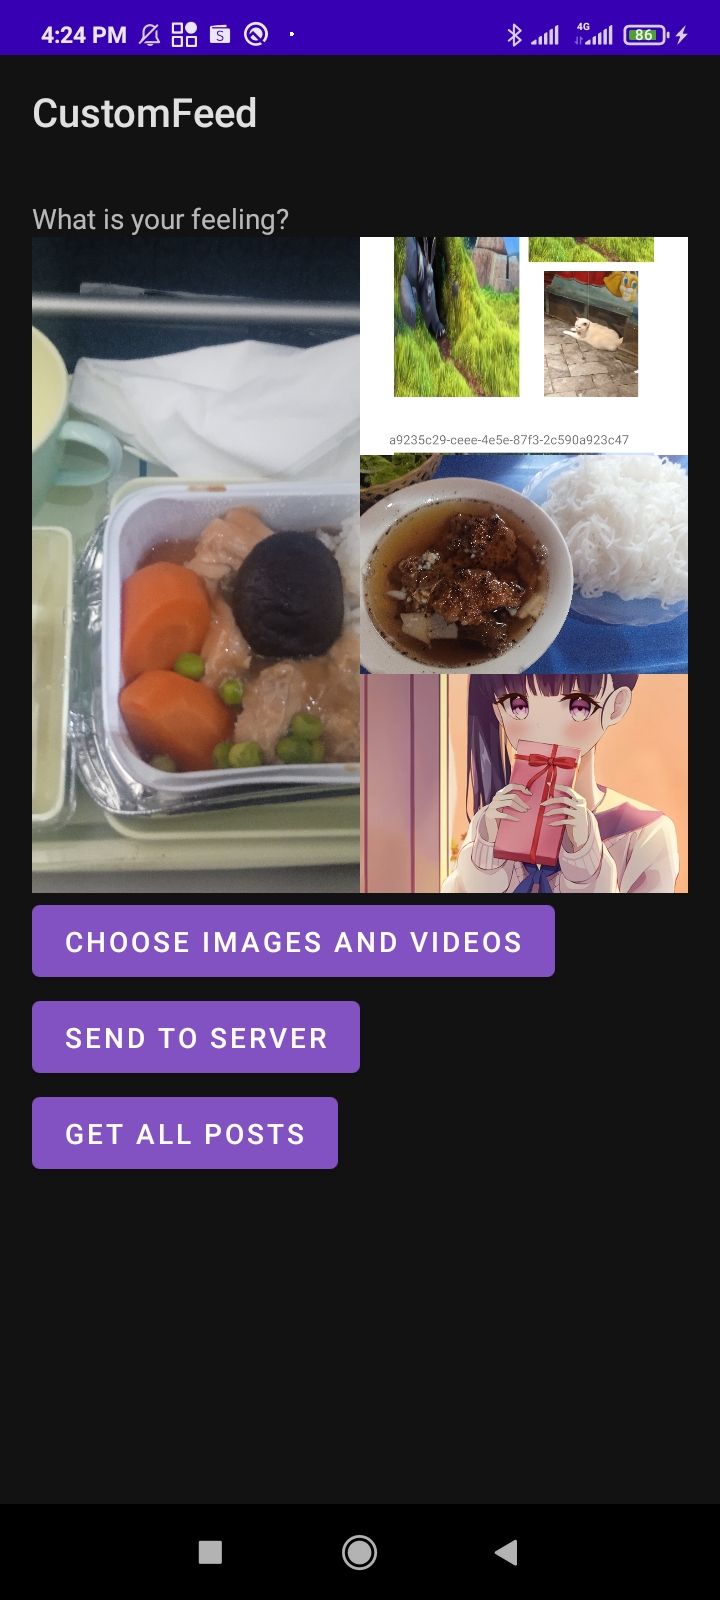 4:24 PM
4G
86
CustomFeed
What is your feeling?
a9235c29-ceee-4e5e-87f3-2c590a923c47
CHOOSE IMAGES AND VIDEOS
SEND TO SERVER
GET ALL POSTS